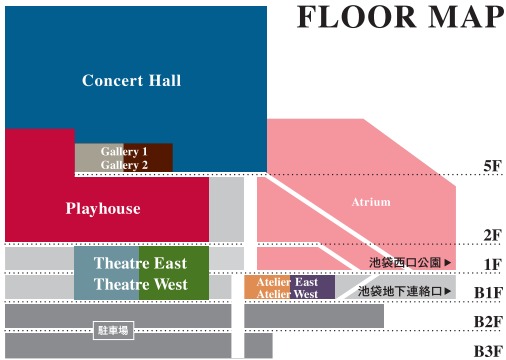 FLOOR MAP
Concert Hall
Gallery 1
Gallery 2
5F
Playhouse
Atrium
2F
Theatre East
Theatre West
池袋西口公園▶
1F
Atelier East
Atelier West
池袋地下連絡口▶
B1F
駐車場
B2F
B3F